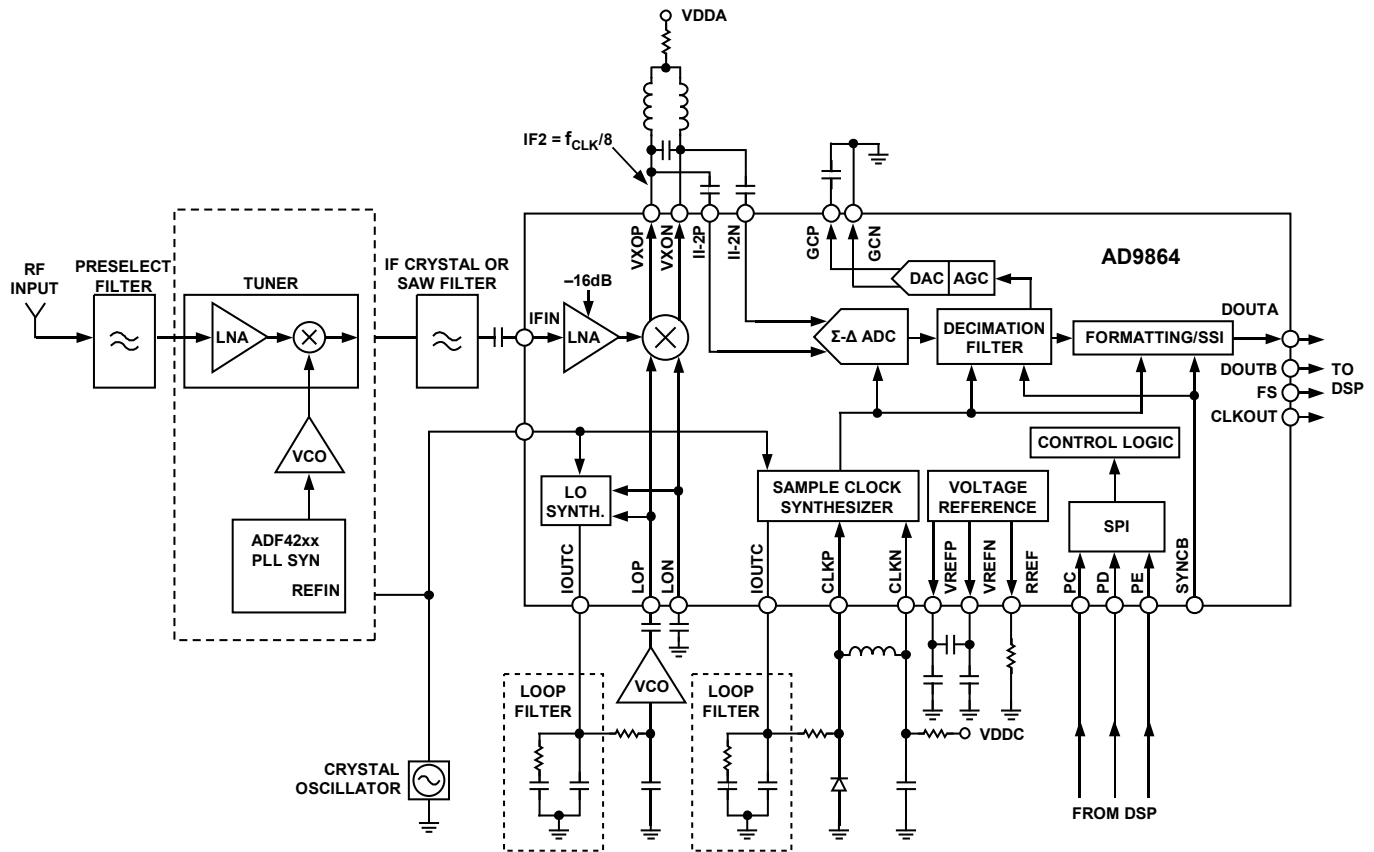 VDDA
IF2 = fCLK/8
RF
INPUT
PRESELECT
FILTER
TUNER
LNA
VCO
ADF42xx
PLL SYN
REFIN
IF CRYSTAL OR
SAW FILTER
CRYSTAL
OSCILLATOR
AD9864
VXOP
VXON
II-2P
II-2N
GCP
GCN
–16dB
IFIN
LNA
DAC
AGC
Σ-Δ ADC
DECIMATION
FILTER
FORMATTING/SSI
DOUTA
DOUTB
FS
CLKOUT
TO
DSP
LO
SYNTH.
SAMPLE CLOCK
SYNTHESIZER
VOLTAGE
REFERENCE
CONTROL LOGIC
SPI
IOUTC
LOP
LON
IOUTC
CLKP
CLKN
VREFP
VREFN
RREF
PC
PD
PE
SYNCB
LOOP
FILTER
VCO
LOOP
FILTER
VDDC
FROM DSP